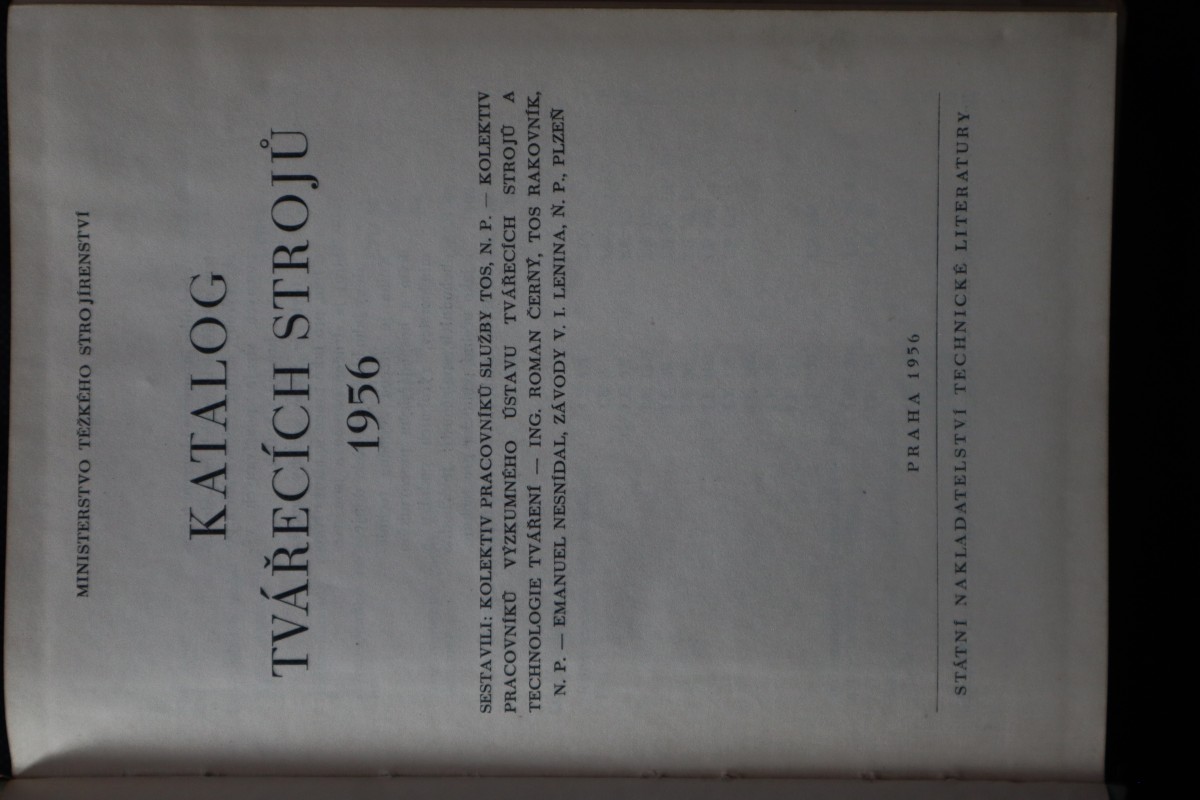 MINISTERSTVO TĚŽKÉHO STROJÍRENSTVÍ
KATALOG
TVÁŘECÍCH STROJŮ
1956
SESTAVILI: KOLEKTIV PRACOVNÍKŮ SLUŽBY TOS, N. P. — KOLEKTIV
PRACOVNÍKŮ VÝZKUMNÉHO ÚSTAVU TVÁŘECÍCH STROJŮ A
TECHNOLOGIE TVÁŘENÍ — ING. ROMAN ČERNÝ, TOS RAKOVNÍK,
N. P. — EMANUEL NESNÍDAL, ZÁVODY V. I. LENINA, N. P., PLZEŇ
PRAHA 1956
STÁTNÍ NAKLADATELSTVÍ TECHNICKÉ LITERATURY